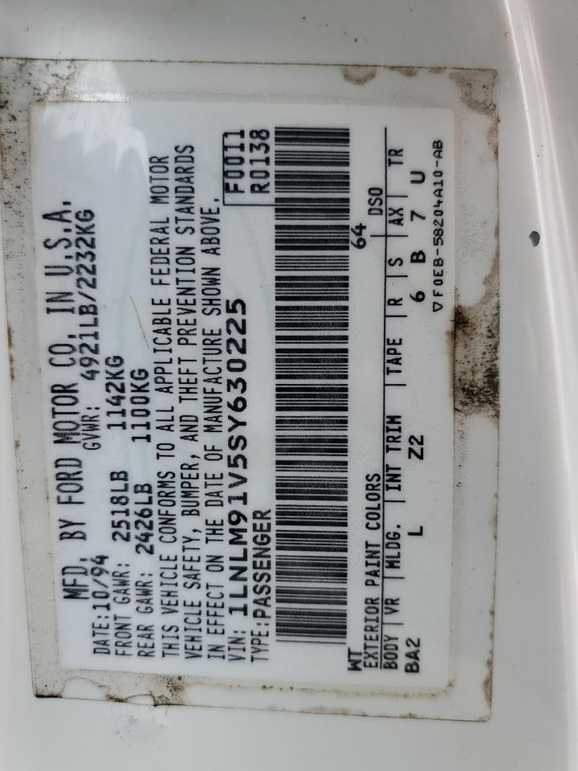 MFD. BY FORD MOTOR CO. IN U.S.A.
DATE: 10/94 GVWR: 4921LB/2232KG
FRONT GAWR: 2518LB 1142KG
REAR GAWR: 2426LB 1100KG
THIS VEHICLE CONFORMS TO ALL APPLICABLE FEDERAL MOTOR
VEHICLE SAFETY, BUMPER, AND THEFT PREVENTION STANDARDS
IN EFFECT ON THE DATE OF MANUFACTURE SHOWN ABOVE.
VIN: 1LNLM91V5SY630225 F0011
TYPE: PASSENGER R0138
WT 64
EXTERIOR PAINT COLORS DSO
BODY | VR | MLDG. | INT TRIM | TAPE | R | S | AX | TR
BA2 L Z2 6 B 7 U
▽ F0EB-58204A10-AB